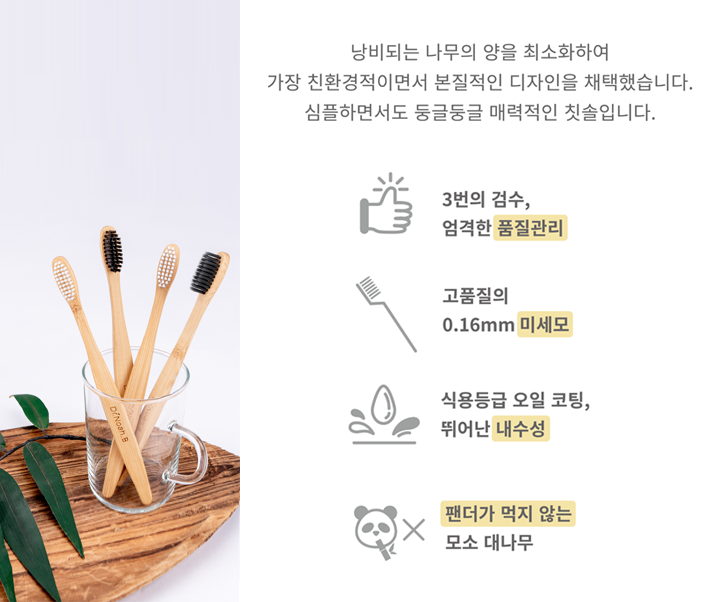 낭비되는 나무의 양을 최소화하여
가장 친환경적이면서 본질적인 디자인을 채택했습니다.
심플하면서도 둥글둥글 매력적인 칫솔입니다.
3번의 검수,
엄격한 품질관리
고품질의
0.16mm 미세모
식용등급 오일 코팅,
뛰어난 내수성
팬더가 먹지 않는
모소 대나무
Dr.Noah B